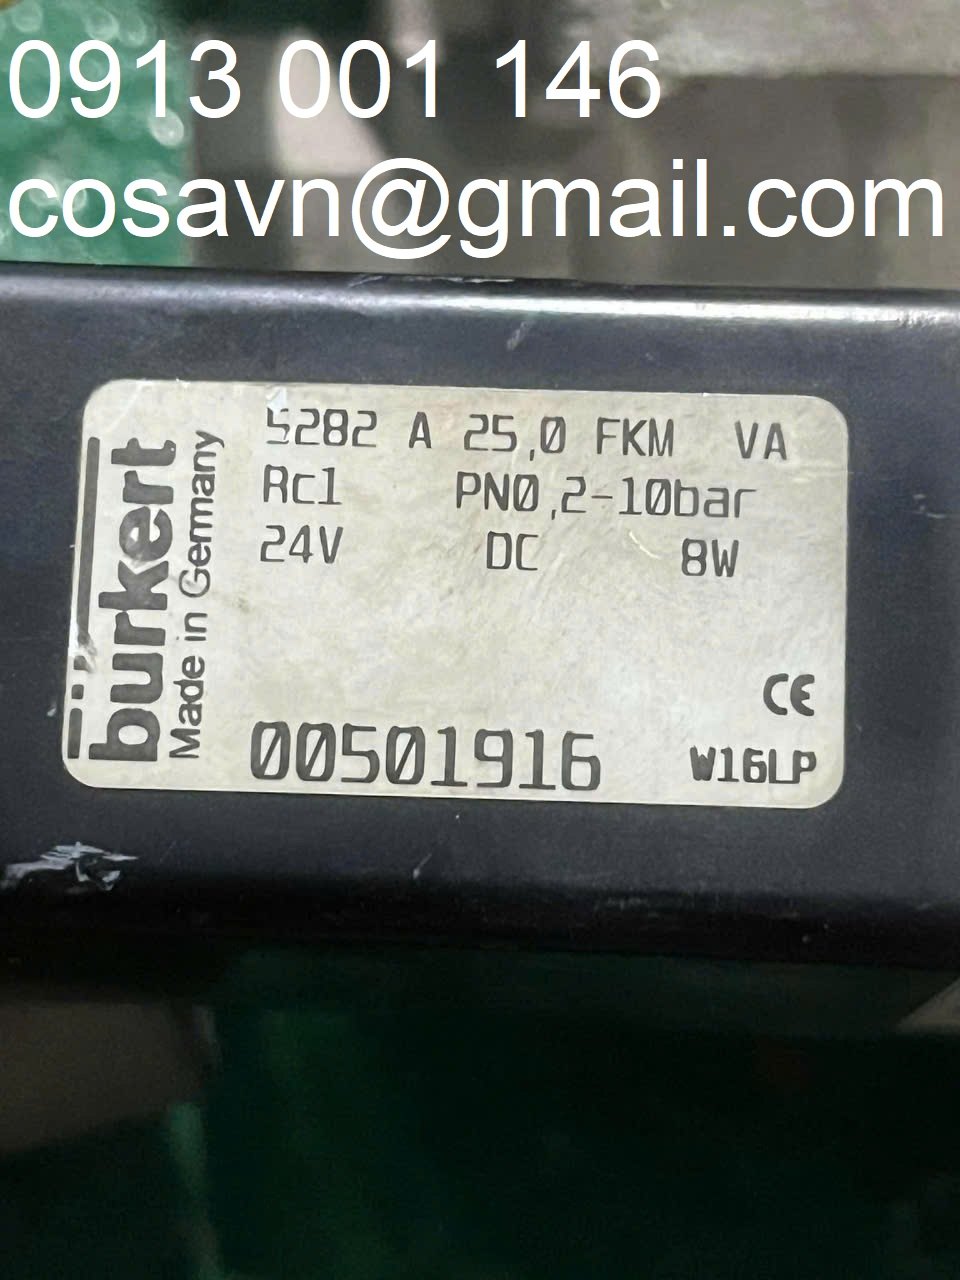 0913 001 146
cosavn@gmail.com
bürkert
Made in Germany
5282 A 25,0 FKM VA
Rc1 PN0,2-10bar
24V DC 8W
CE
00501916 W16LP